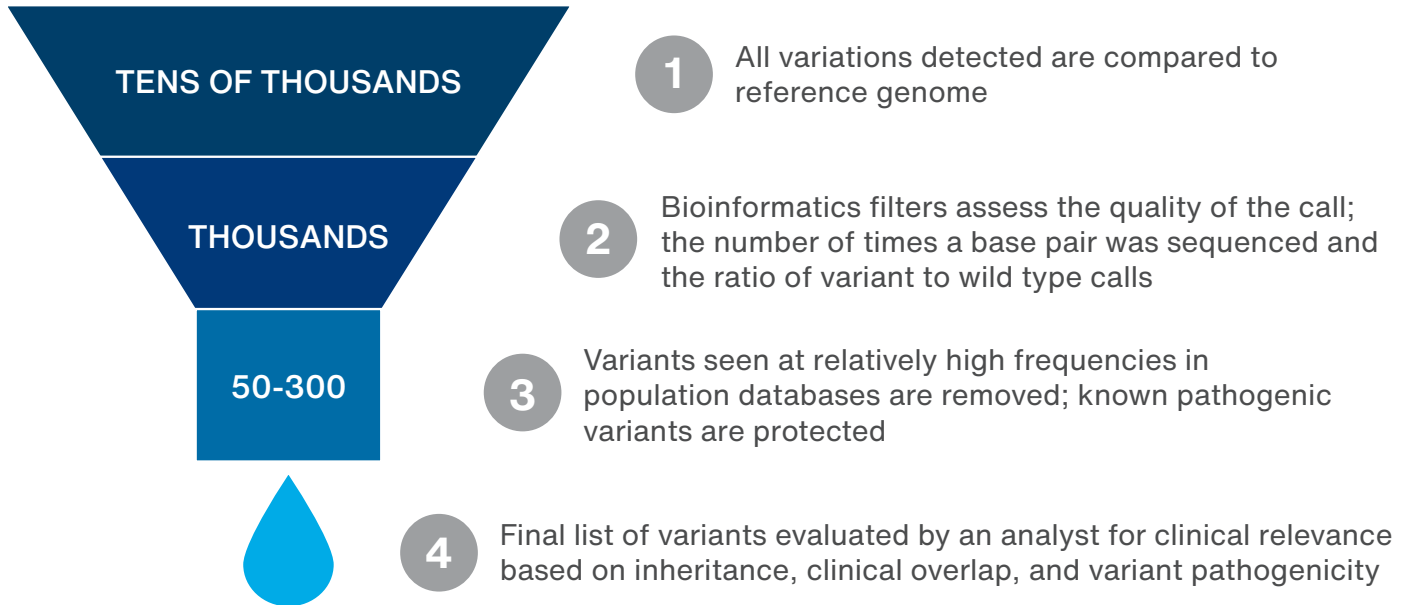 TENS OF THOUSANDS
1
All variations detected are compared to
reference genome
THOUSANDS
2
Bioinformatics filters assess the quality of the call;
the number of times a base pair was sequenced and
the ratio of variant to wild type calls
50-300
3
Variants seen at relatively high frequencies in
population databases are removed; known pathogenic
variants are protected
4
Final list of variants evaluated by an analyst for clinical relevance
based on inheritance, clinical overlap, and variant pathogenicity